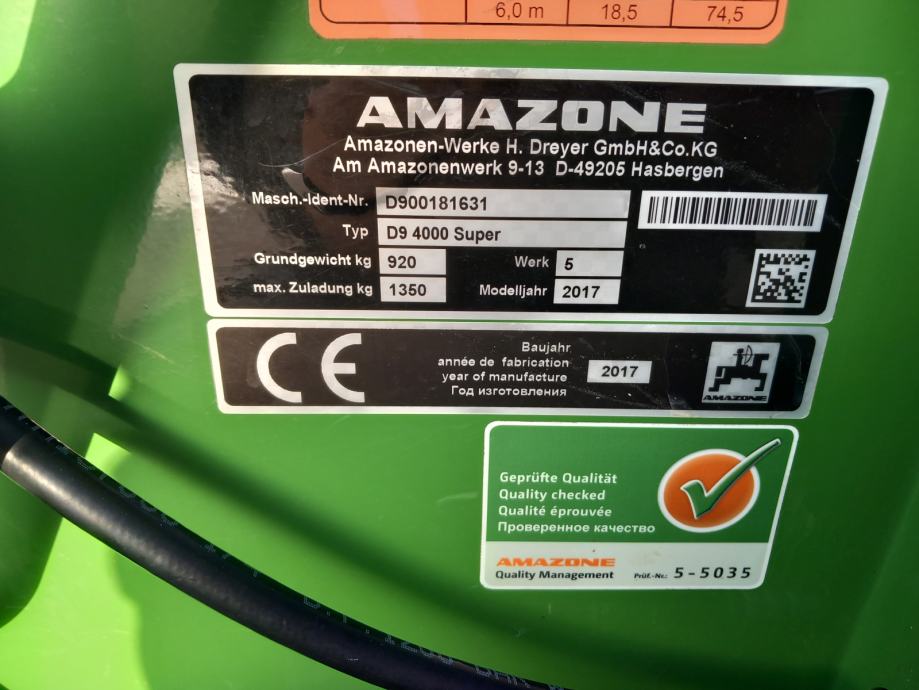 6,0 m 18,5 74,5
AMAZONE
Amazonen-Werke H. Dreyer GmbH&Co.KG
Am Amazonenwerk 9-13 D-49205 Hasbergen
Masch.-Ident-Nr. D900181631
Typ D9 4000 Super
Grundgewicht kg 920 Werk 5
max. Zuladung kg 1350 Modelljahr 2017
CE
Baujahr
année de fabrication
year of manufacture
Год изготовления
2017
AMAZONE
Geprüfte Qualität
Quality checked
Qualité éprouvée
Проверенное качество
AMAZONE
Quality Management Prüf.-Nr.: 5-5035